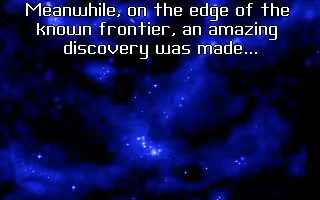 Meanwhile, on the edge of the
known frontier, an amazing
discovery was made...